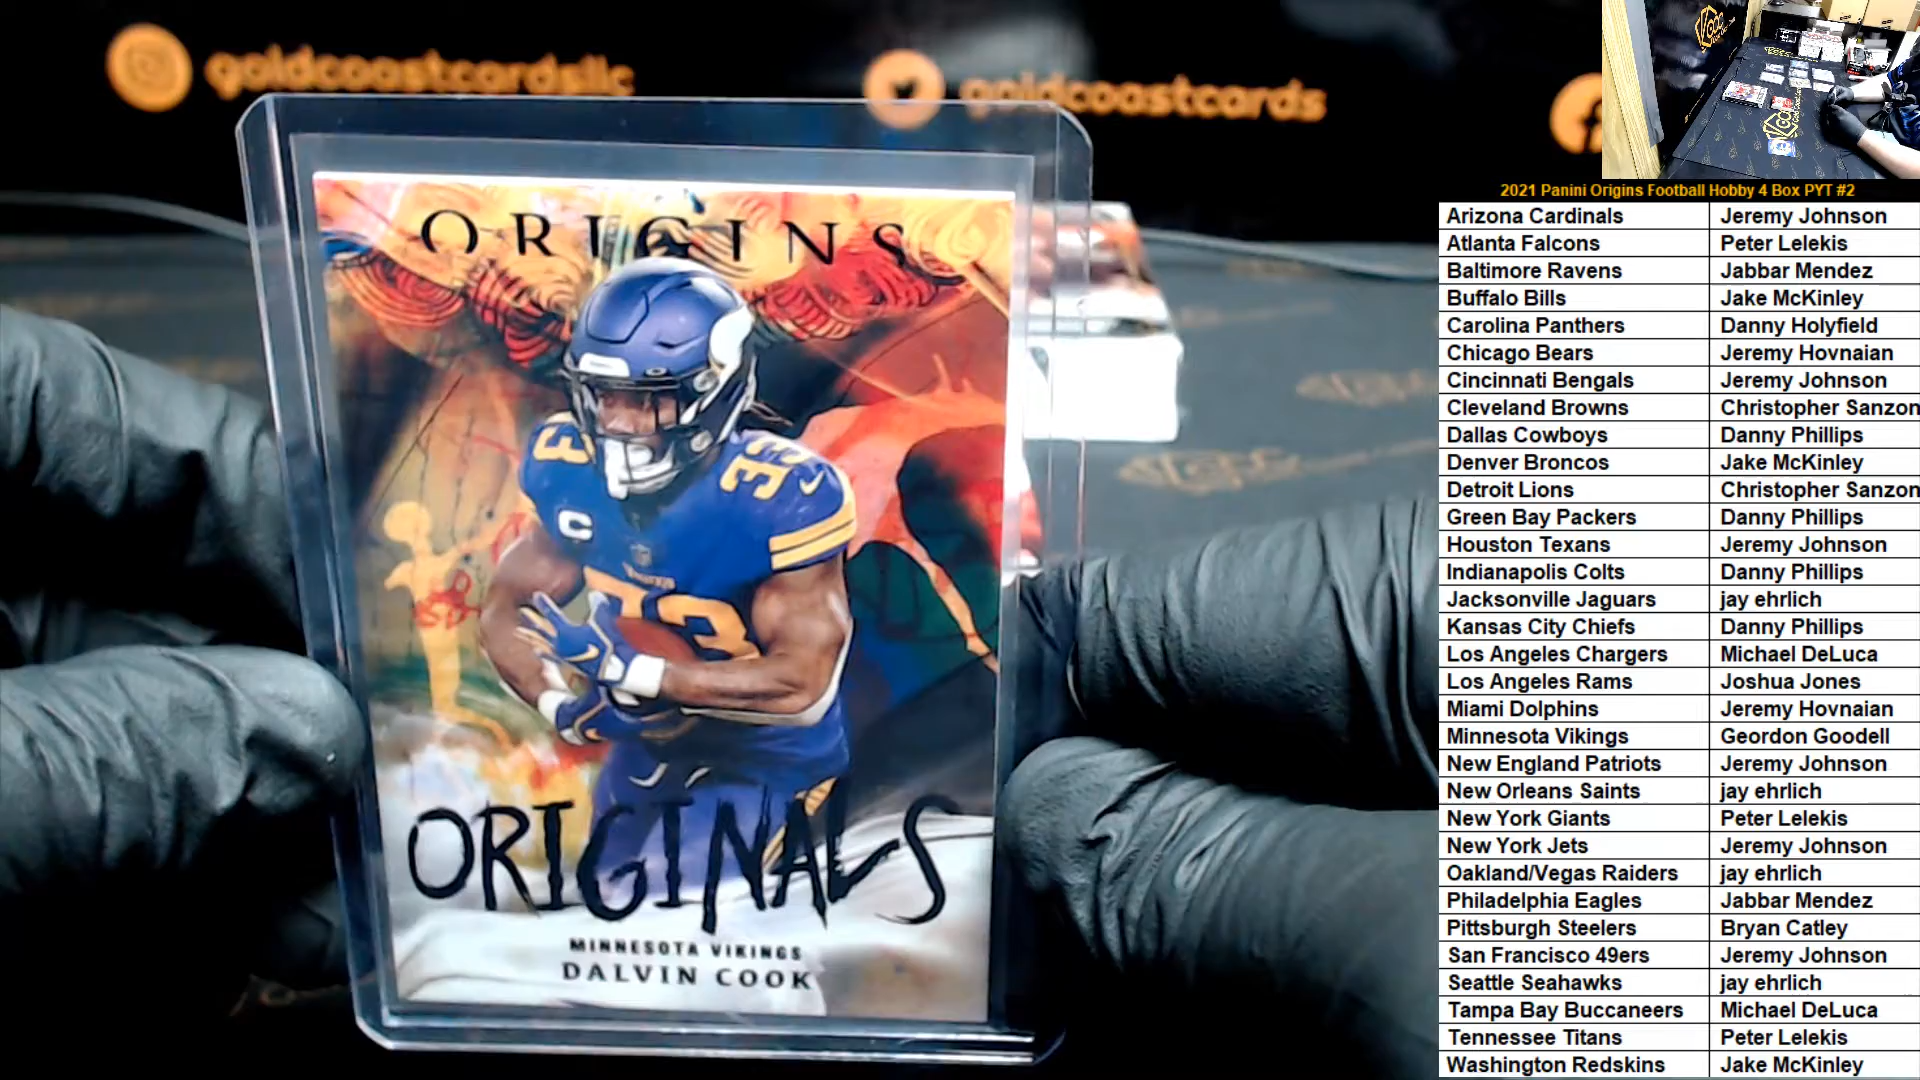 goldcoastcardsllc
goldcoastcards
ORIGINS
33
33
C
33
ORIGINALS
MINNESOTA VIKINGS
DALVIN COOK
2021 Panini Origins Football Hobby 4 Box PYT #2
Arizona Cardinals Jeremy Johnson
Atlanta Falcons Peter Lelekis
Baltimore Ravens Jabbar Mendez
Buffalo Bills Jake McKinley
Carolina Panthers Danny Holyfield
Chicago Bears Jeremy Hovnaian
Cincinnati Bengals Jeremy Johnson
Cleveland Browns Christopher Sanzon
Dallas Cowboys Danny Phillips
Denver Broncos Jake McKinley
Detroit Lions Christopher Sanzon
Green Bay Packers Danny Phillips
Houston Texans Jeremy Johnson
Indianapolis Colts Danny Phillips
Jacksonville Jaguars jay ehrlich
Kansas City Chiefs Danny Phillips
Los Angeles Chargers Michael DeLuca
Los Angeles Rams Joshua Jones
Miami Dolphins Jeremy Hovnaian
Minnesota Vikings Geordon Goodell
New England Patriots Jeremy Johnson
New Orleans Saints jay ehrlich
New York Giants Peter Lelekis
New York Jets Jeremy Johnson
Oakland/Vegas Raiders jay ehrlich
Philadelphia Eagles Jabbar Mendez
Pittsburgh Steelers Bryan Catley
San Francisco 49ers Jeremy Johnson
Seattle Seahawks jay ehrlich
Tampa Bay Buccaneers Michael DeLuca
Tennessee Titans Peter Lelekis
Washington Redskins Jake McKinley